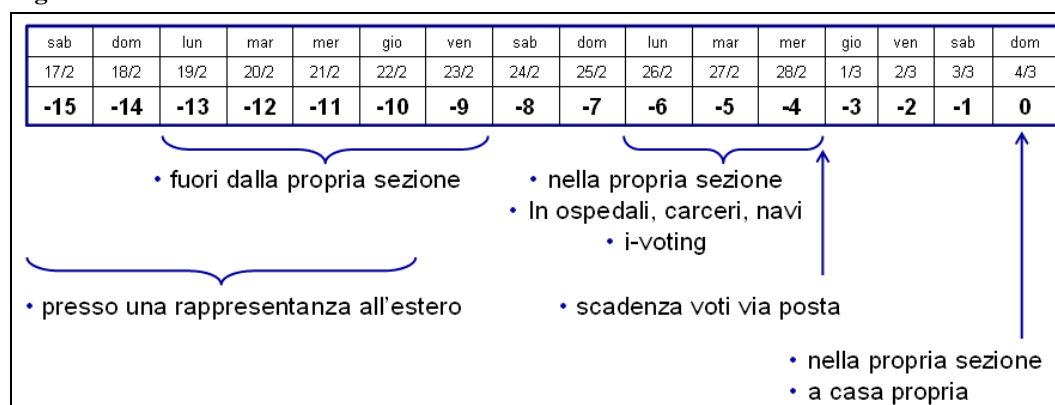 sab dom lun mar mer gio ven sab dom lun mar mer gio ven sab dom
17/2 18/2 19/2 20/2 21/2 22/2 23/2 24/2 25/2 26/2 27/2 28/2 1/3 2/3 3/3 4/3
-15 -14 -13 -12 -11 -10 -9 -8 -7 -6 -5 -4 -3 -2 -1 0
• fuori dalla propria sezione
• nella propria sezione
• In ospedali, carceri, navi
• i-voting
• presso una rappresentanza all'estero
• scadenza voti via posta
• nella propria sezione
• a casa propria